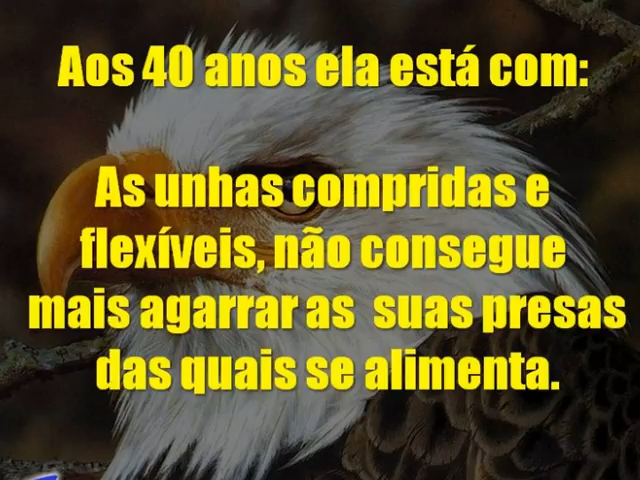 Aos 40 anos ela está com:
As unhas compridas e
flexíveis, não consegue
mais agarrar as suas presas
das quais se alimenta.